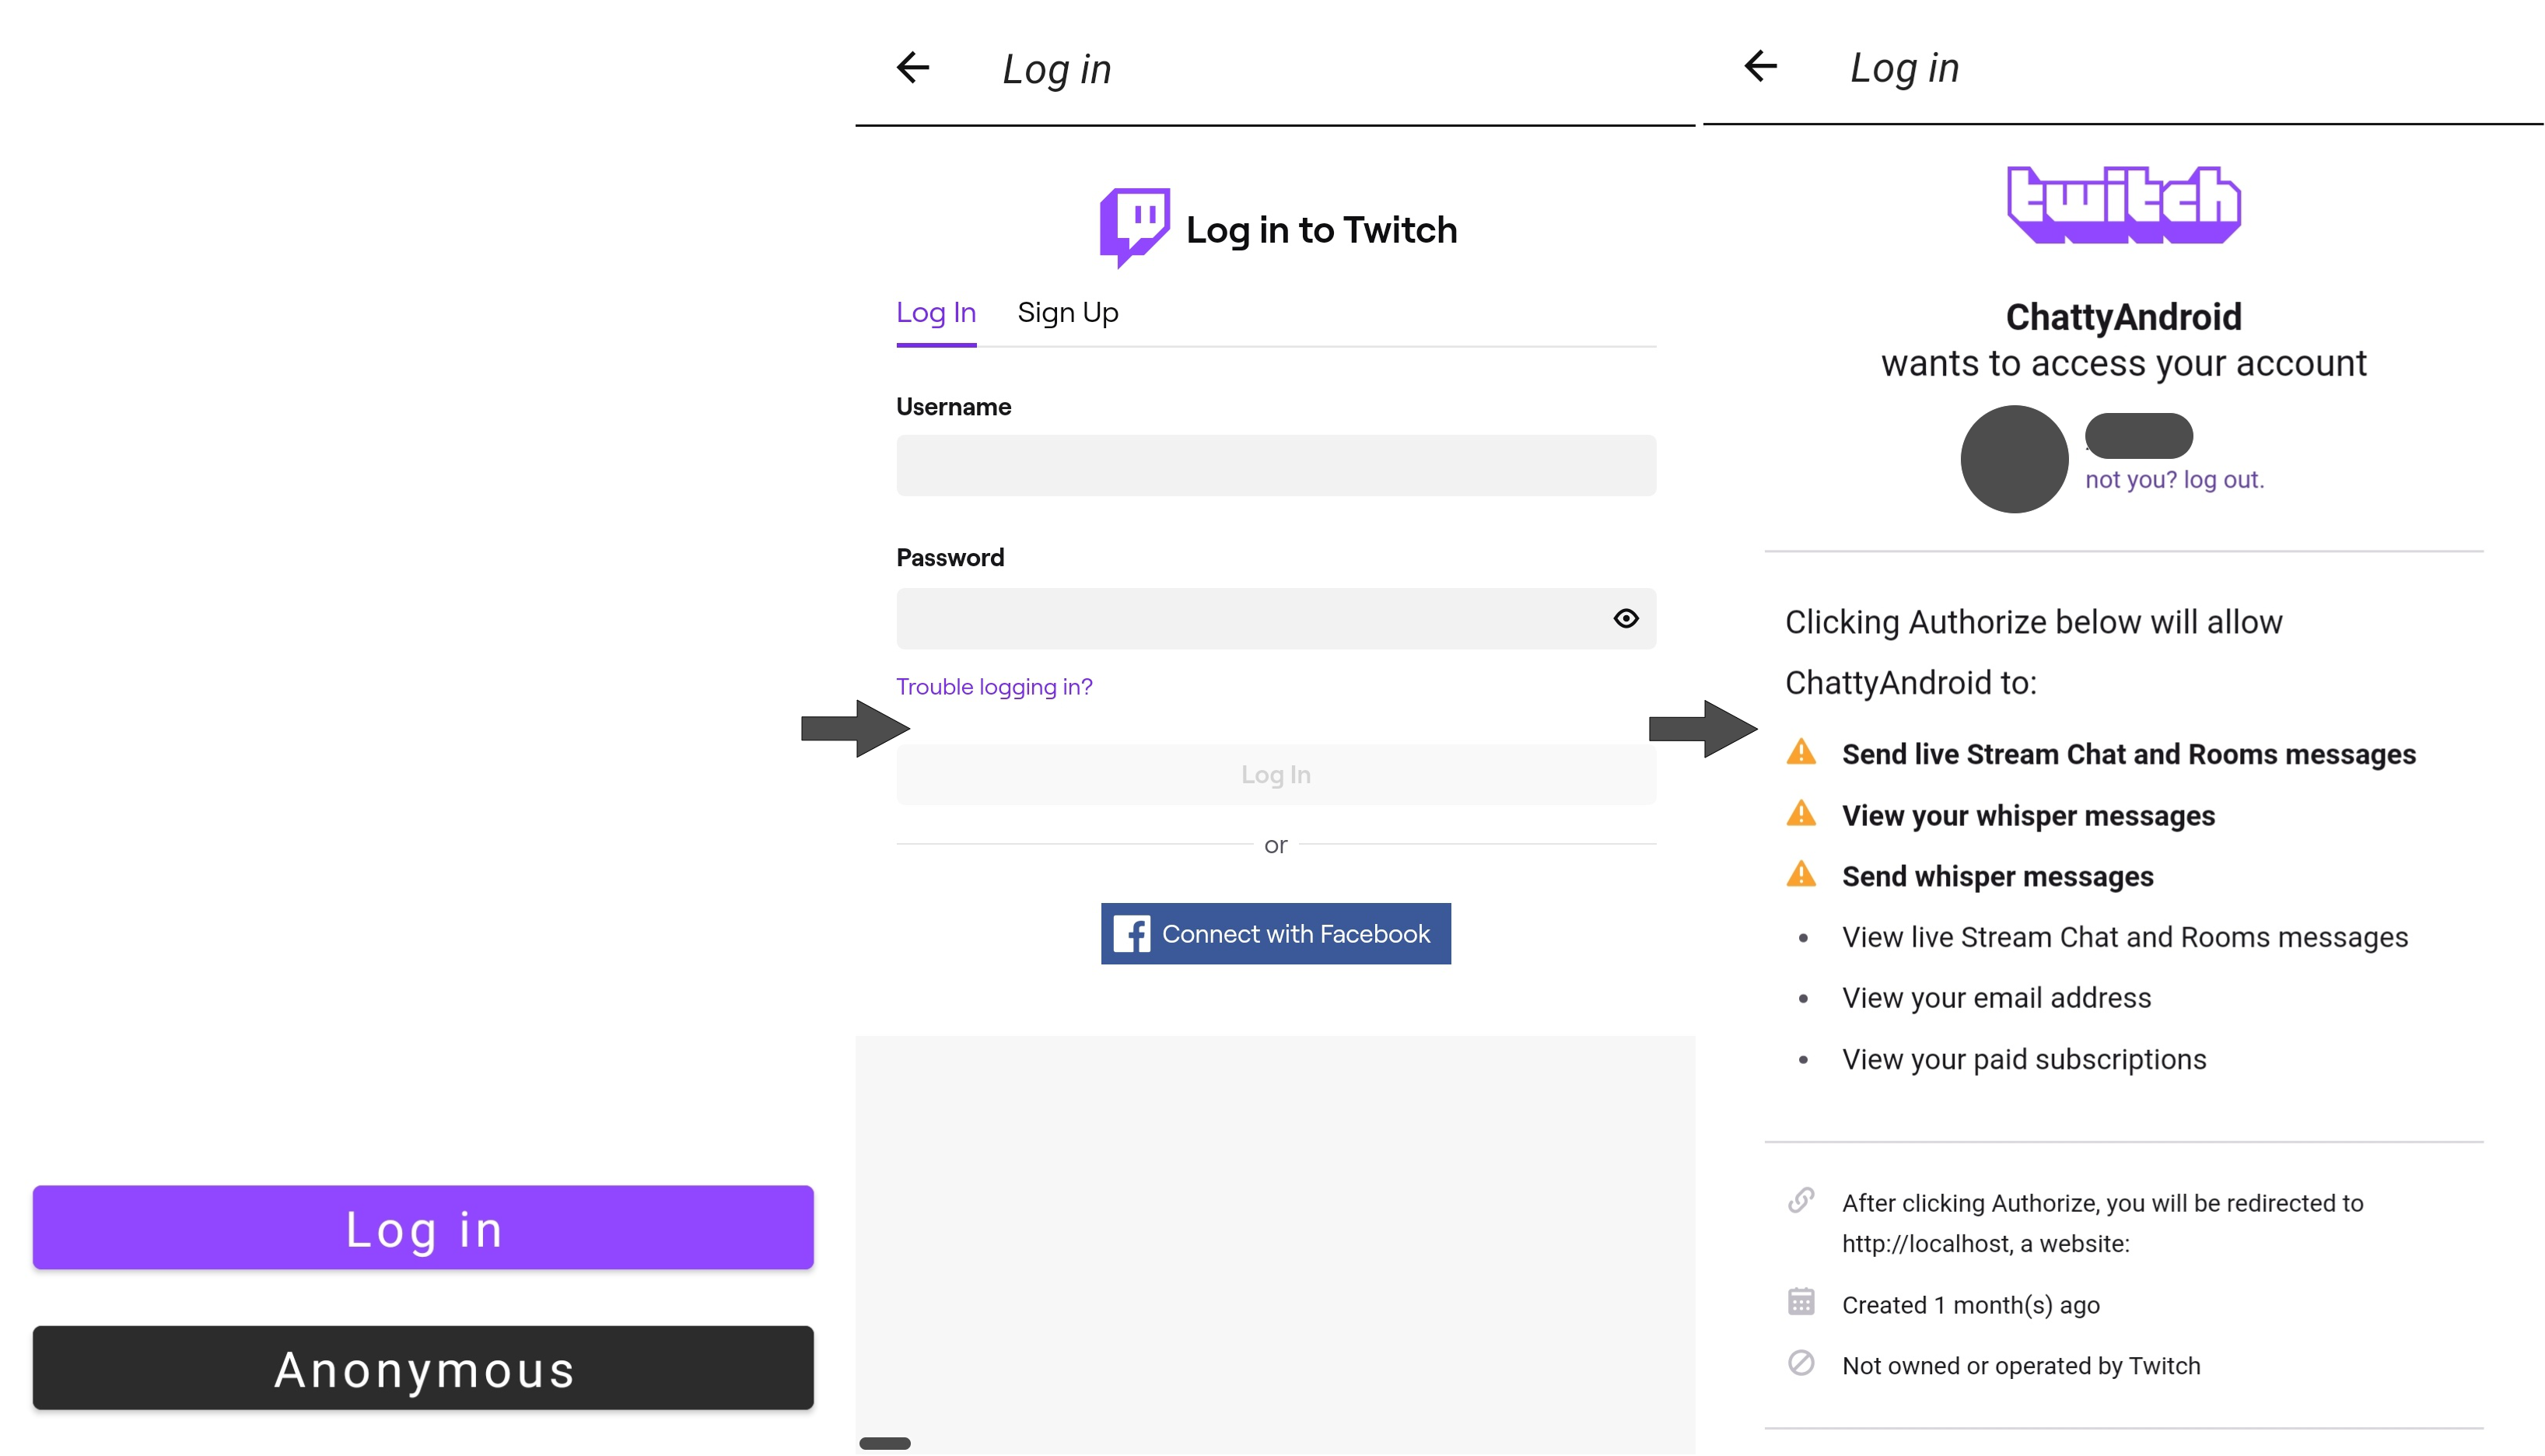 Log in
Anonymous
Log in
Log in to Twitch
Log In Sign Up
Username
Password
Trouble logging in?
Log In
or
Connect with Facebook
Log in
twitch
ChattyAndroid
wants to access your account
not you? log out.
Clicking Authorize below will allow
ChattyAndroid to:
Send live Stream Chat and Rooms messages
View your whisper messages
Send whisper messages
View live Stream Chat and Rooms messages
View your email address
View your paid subscriptions
After clicking Authorize, you will be redirected to
http://localhost, a website:
Created 1 month(s) ago
Not owned or operated by Twitch